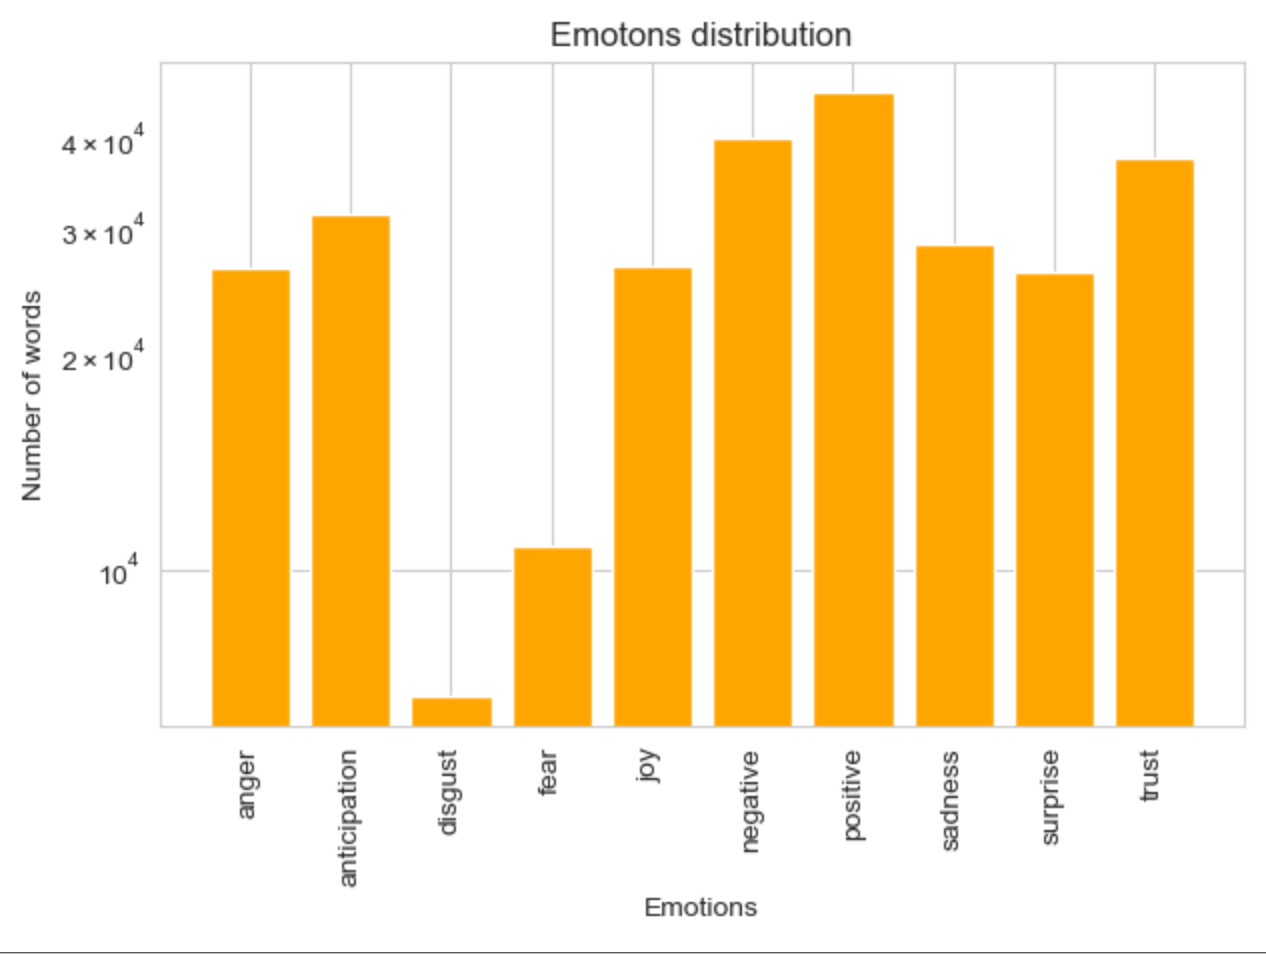 Emotons distribution
4 × 10⁴
3 × 10⁴
2 × 10⁴
10⁴
Number of words
anger
anticipation
disgust
fear
joy
negative
positive
sadness
surprise
trust
Emotions